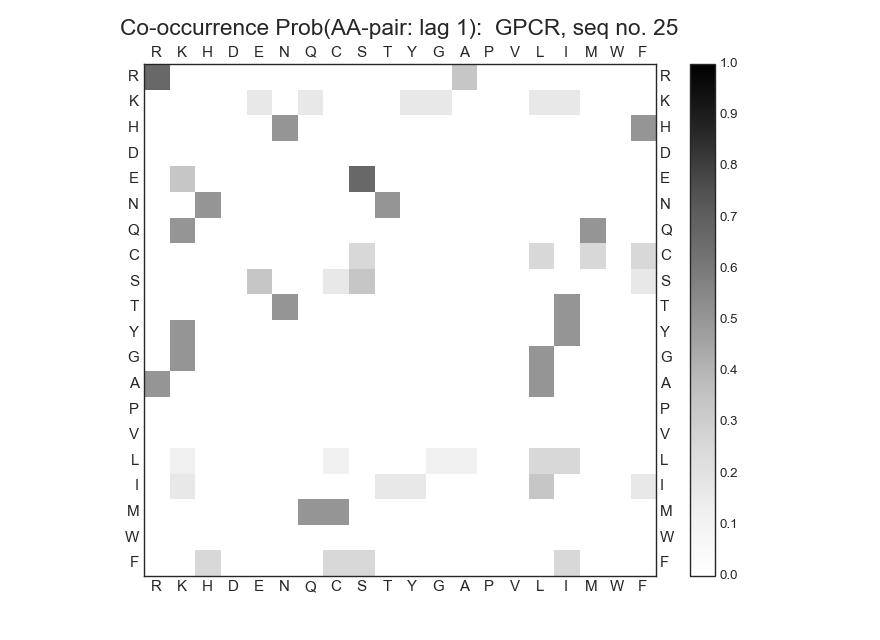 Co-occurrence Prob(AA-pair: lag 1):  GPCR, seq no. 25
R K H D E N Q C S T Y G A P V L I M W F
R R 1.0
K K 0.9
H H
D D 0.8
E E
N N 0.7
Q Q
C C 0.6
S S
T T 0.5
Y Y
G G 0.4
A A
P P 0.3
V V
L L 0.2
I I
M M 0.1
W W
F F 0.0
R K H D E N Q C S T Y G A P V L I M W F